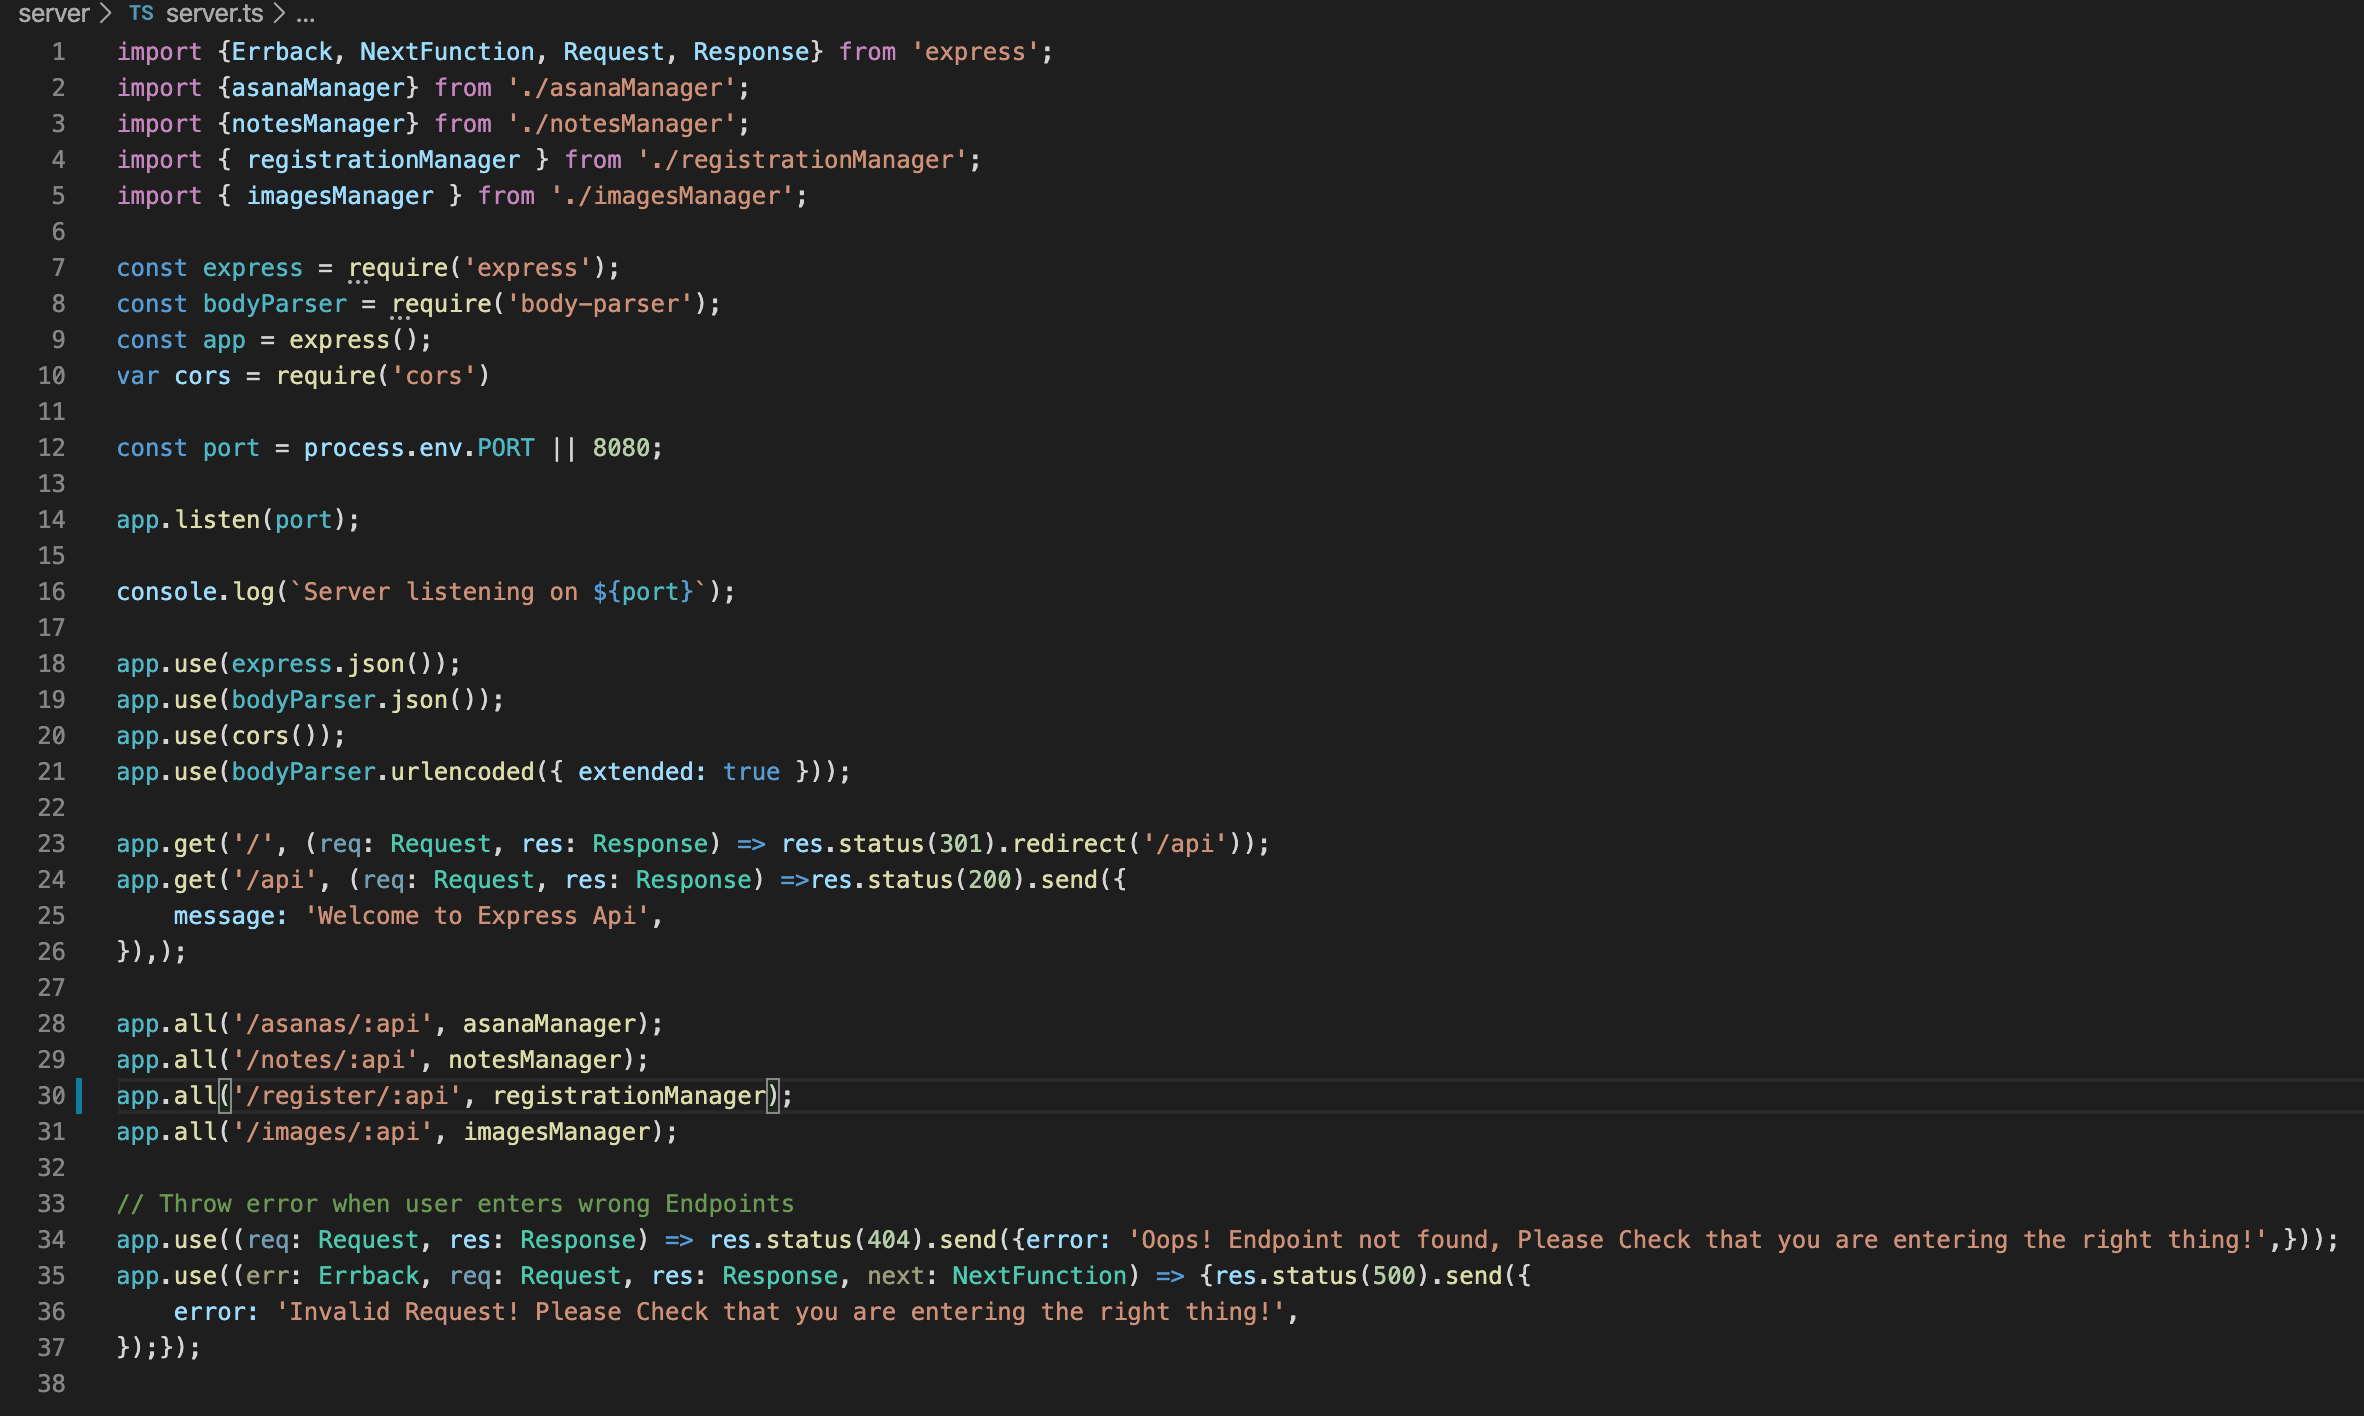 server > TS server.ts > ...
1 import {Errback, NextFunction, Request, Response} from 'express';
2 import {asanaManager} from './asanaManager';
3 import {notesManager} from './notesManager';
4 import { registrationManager } from './registrationManager';
5 import { imagesManager } from './imagesManager';
6
7 const express = require('express');
8 const bodyParser = require('body-parser');
9 const app = express();
10 var cors = require('cors')
11
12 const port = process.env.PORT || 8080;
13
14 app.listen(port);
15
16 console.log(`Server listening on ${port}`);
17
18 app.use(express.json());
19 app.use(bodyParser.json());
20 app.use(cors());
21 app.use(bodyParser.urlencoded({ extended: true }));
22
23 app.get('/', (req: Request, res: Response) => res.status(301).redirect('/api'));
24 app.get('/api', (req: Request, res: Response) =>res.status(200).send({
25     message: 'Welcome to Express Api',
26 }),);
27
28 app.all('/asanas/:api', asanaManager);
29 app.all('/notes/:api', notesManager);
30 app.all('/register/:api', registrationManager);
31 app.all('/images/:api', imagesManager);
32
33 // Throw error when user enters wrong Endpoints
34 app.use((req: Request, res: Response) => res.status(404).send({error: 'Oops! Endpoint not found, Please Check that you are entering the right thing!',}));
35 app.use((err: Errback, req: Request, res: Response, next: NextFunction) => {res.status(500).send({
36     error: 'Invalid Request! Please Check that you are entering the right thing!',
37 });});
38